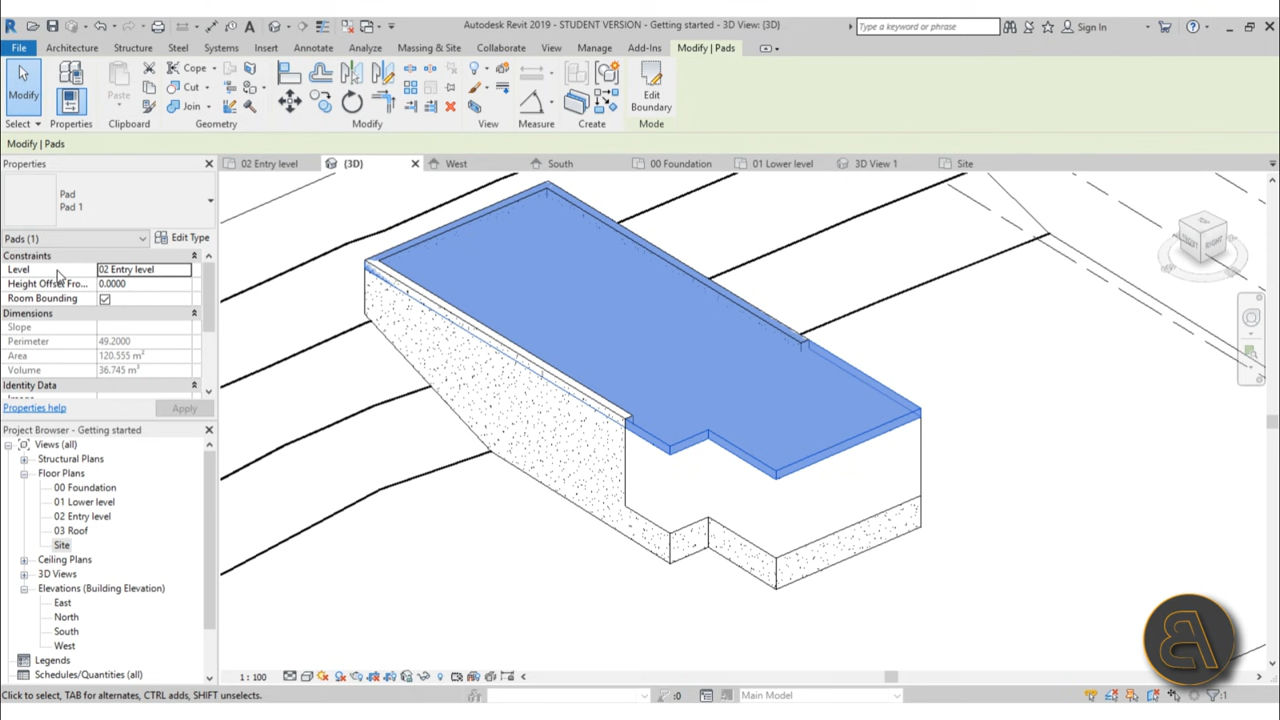 Autodesk Revit 2019 - STUDENT VERSION - Getting started - 3D View: {3D}
Type a keyword or phrase
Sign In
File Architecture Structure Steel Systems Insert Annotate Analyze Massing & Site Collaborate View Manage Add-Ins Modify | Pads
Modify
Paste
Cope
Cut
Join
Edit
Boundary
Select Properties Clipboard Geometry Modify View Measure Create Mode
Modify | Pads
Properties
02 Entry level {3D} West South 00 Foundation 01 Lower level 3D View 1 Site
Pad
Pad 1
Pads (1) Edit Type
Constraints
Level 02 Entry level
Height Offset Fro... 0.0000
Room Bounding
Dimensions
Slope
Perimeter 49.2000
Area 120.555 m²
Volume 36.745 m²
Identity Data
Properties help Apply
Project Browser - Getting started
Views (all)
Structural Plans
Floor Plans
00 Foundation
01 Lower level
02 Entry level
03 Roof
Site
Ceiling Plans
3D Views
Elevations (Building Elevation)
East
North
South
West
Legends
Schedules/Quantities (all)
TOP
RIGHT
1 : 100
Click to select, TAB for alternates, CTRL adds, SHIFT unselects.
:0
Main Model
:1